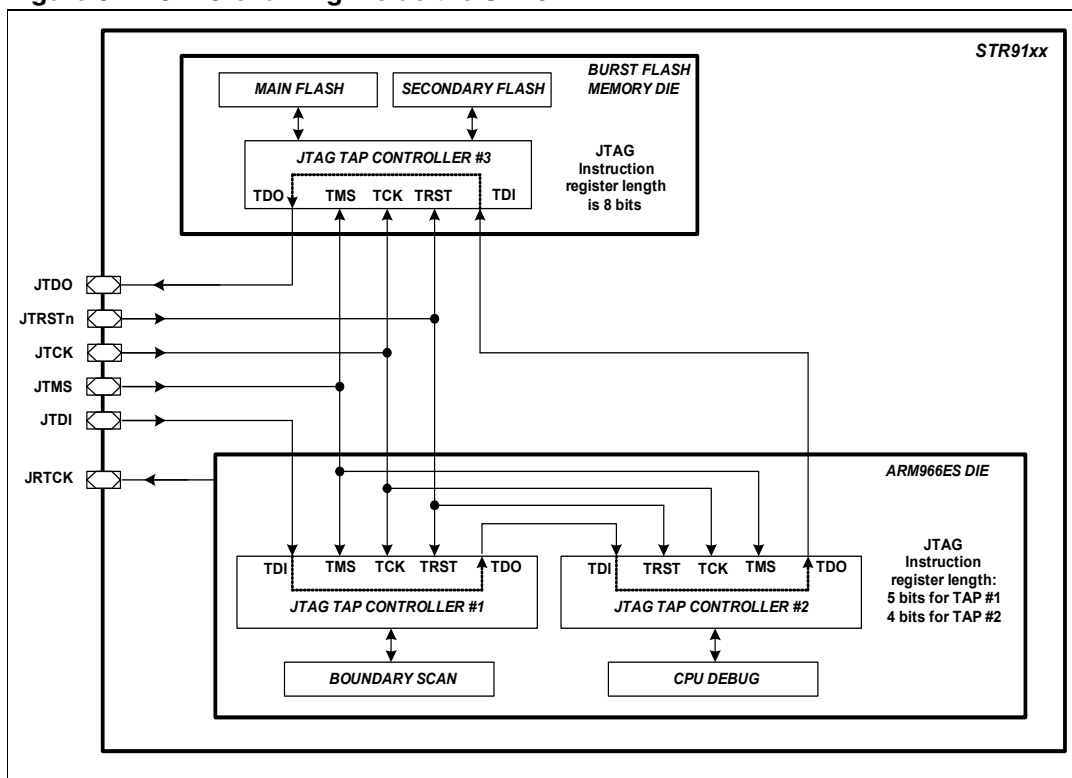 STR91xx
BURST FLASH
MEMORY DIE
MAIN FLASH
SECONDARY FLASH
JTAG TAP CONTROLLER #3
TDO TMS TCK TRST TDI
JTAG
Instruction
register length
is 8 bits
JTDO
JTRSTn
JTCK
JTMS
JTDI
JRTCK
ARM966ES DIE
TDI TMS TCK TRST TDO
JTAG TAP CONTROLLER #1
BOUNDARY SCAN
TDI TRST TCK TMS TDO
JTAG TAP CONTROLLER #2
CPU DEBUG
JTAG
Instruction
register length:
5 bits for TAP #1
4 bits for TAP #2